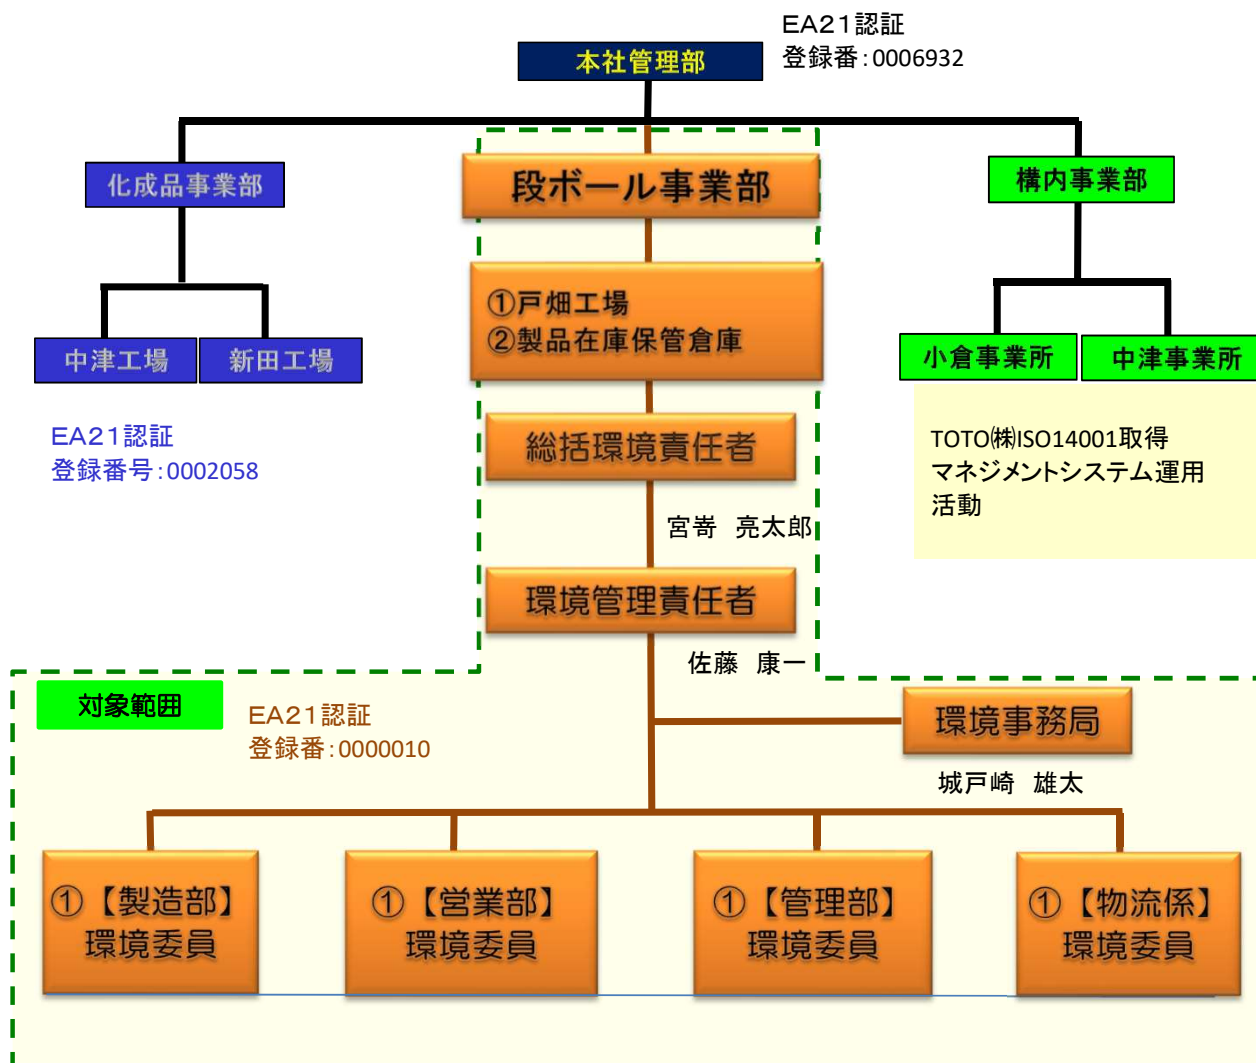 EA21認証
登録番:0006932
本社管理部
化成品事業部
段ボール事業部
構内事業部
①戸畑工場
②製品在庫保管倉庫
中津工場
新田工場
小倉事業所
中津事業所
EA21認証
登録番号:0002058
総括環境責任者
TOTO㈱ISO14001取得
マネジメントシステム運用
活動
宮嵜 亮太郎
環境管理責任者
佐藤 康一
対象範囲
EA21認証
登録番:0000010
環境事務局
城戸崎 雄太
①【製造部】
環境委員
①【営業部】
環境委員
①【管理部】
環境委員
①【物流係】
環境委員